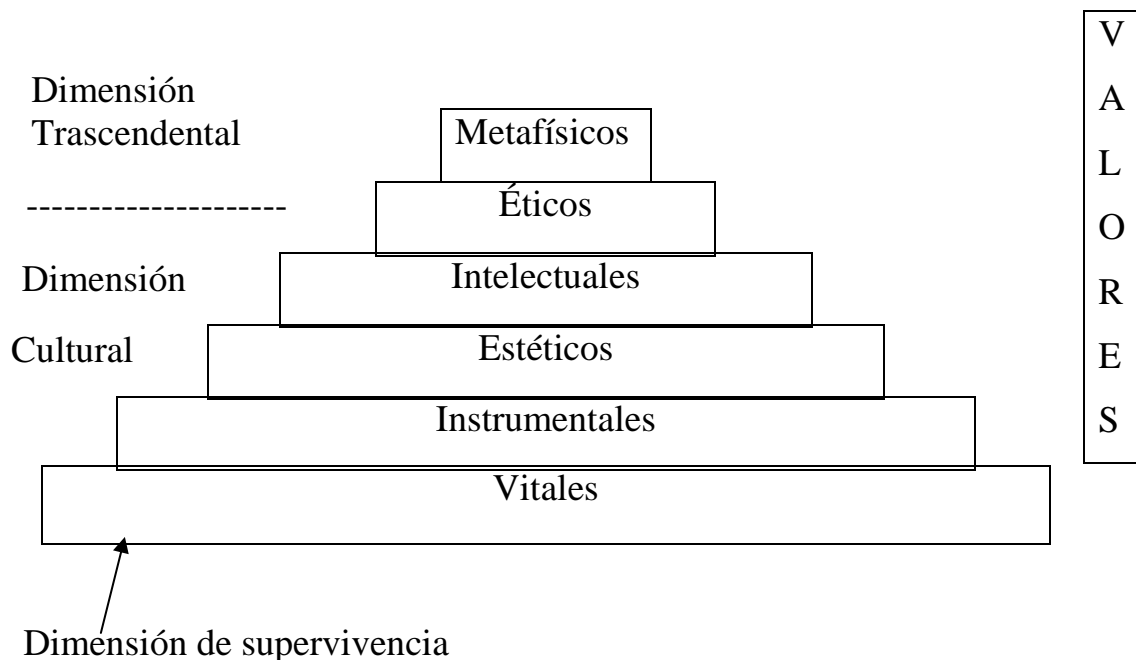 Dimensión
Trascendental
Metafísicos
---------------------
Éticos
Dimensión
Intelectuales
Cultural
Estéticos
Instrumentales
Vitales
Dimensión de supervivencia
V
A
L
O
R
E
S